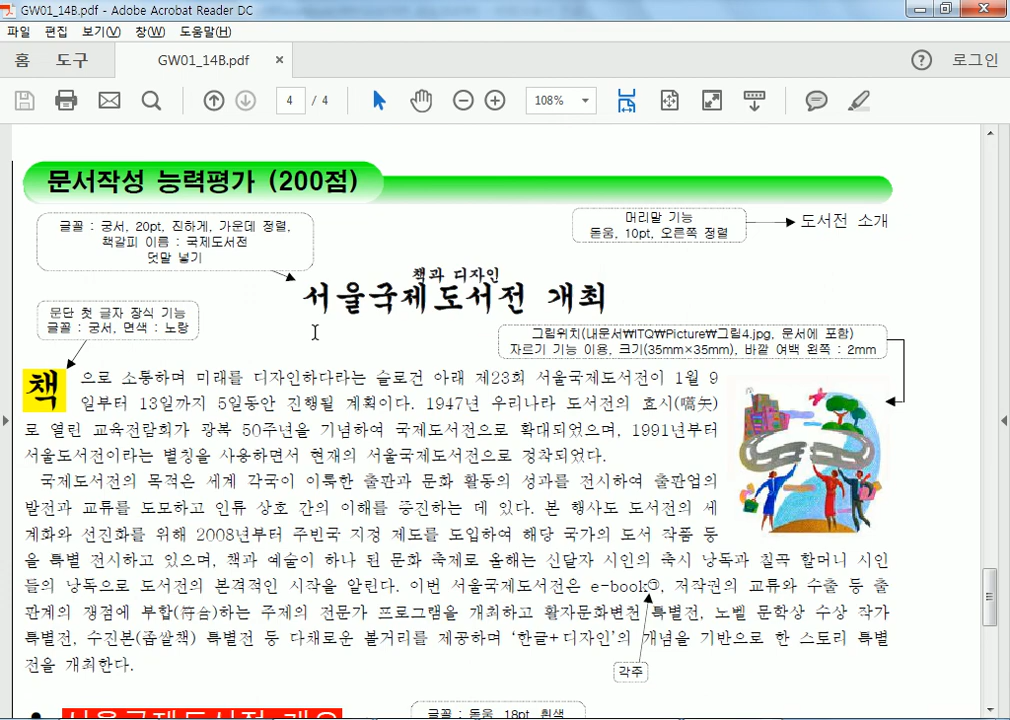 GW01_14B.pdf - Adobe Acrobat Reader DC
파일 편집 보기(V) 창(W) 도움말(H)
홈 도구 GW01_14B.pdf × ? 로그인
4 / 4 108%
문서작성 능력평가 (200점)
글꼴 : 궁서, 20pt, 진하게, 가운데 정렬,
책갈피 이름 : 국제도서전
덧말 넣기
머리말 기능
돋움, 10pt, 오른쪽 정렬
도서전 소개
책과 디자인
서울국제도서전 개최
문단 첫 글자 장식 기능
글꼴 : 궁서, 면색 : 노랑
그림위치(내문서₩ITQ₩Picture₩그림4.jpg, 문서에 포함)
자르기 기능 이용, 크기(35mm×35mm), 바깥 여백 왼쪽 : 2mm
책으로 소통하며 미래를 디자인하다라는 슬로건 아래 제23회 서울국제도서전이 1월 9
일부터 13일까지 5일동안 진행될 계획이다. 1947년 우리나라 도서전의 효시(嚆矢)
로 열린 교육전람회가 광복 50주년을 기념하여 국제도서전으로 확대되었으며, 1991년부터
서울도서전이라는 별칭을 사용하면서 현재의 서울국제도서전으로 정착되었다.
국제도서전의 목적은 세계 각국이 이룩한 출판과 문화 활동의 성과를 전시하여 출판업의
발전과 교류를 도모하고 인류 상호 간의 이해를 증진하는 데 있다. 본 행사도 도서전의 세
계화와 선진화를 위해 2008년부터 주빈국 지정 제도를 도입하여 해당 국가의 도서 작품 등
을 특별 전시하고 있으며, 책과 예술이 하나 된 문화 축제로 올해는 신달자 시인의 축시 낭독과 칠곡 할머니 시인
들의 낭독으로 도서전의 본격적인 시작을 알린다. 이번 서울국제도서전은 e-book㉮, 저작권의 교류와 수출 등 출
판계의 쟁점에 부합(符合)하는 주제의 전문가 프로그램을 개최하고 활자문화변천 특별전, 노벨 문학상 수상 작가
특별전, 수진본(좁쌀책) 특별전 등 다채로운 볼거리를 제공하며 ‘한글+디자인’의 개념을 기반으로 한 스토리 특별
전을 개최한다.
각주
서울국제도서전 개요
글꼴 : 돋움, 18pt, 흰색